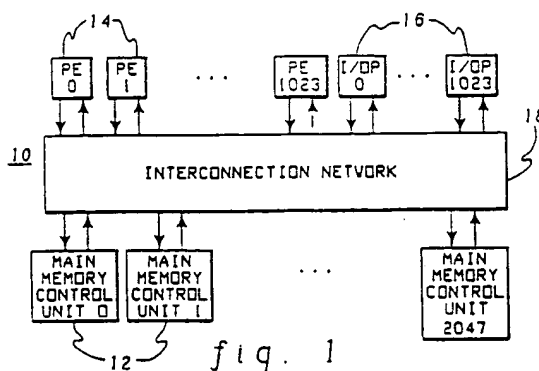 14
16
PE 0
PE 1
...
PE 1023
I/OP 0
...
I/OP 1023
10
INTERCONNECTION NETWORK
18
MAIN MEMORY CONTROL UNIT 0
MAIN MEMORY CONTROL UNIT 1
...
MAIN MEMORY CONTROL UNIT 2047
12
fig. 1